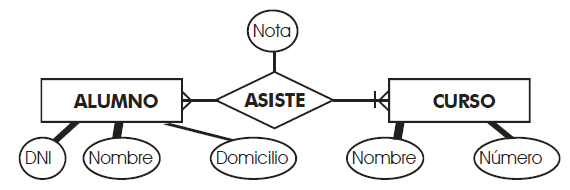 Nota
ALUMNO
ASISTE
CURSO
DNI
Nombre
Domicilio
Nombre
Número